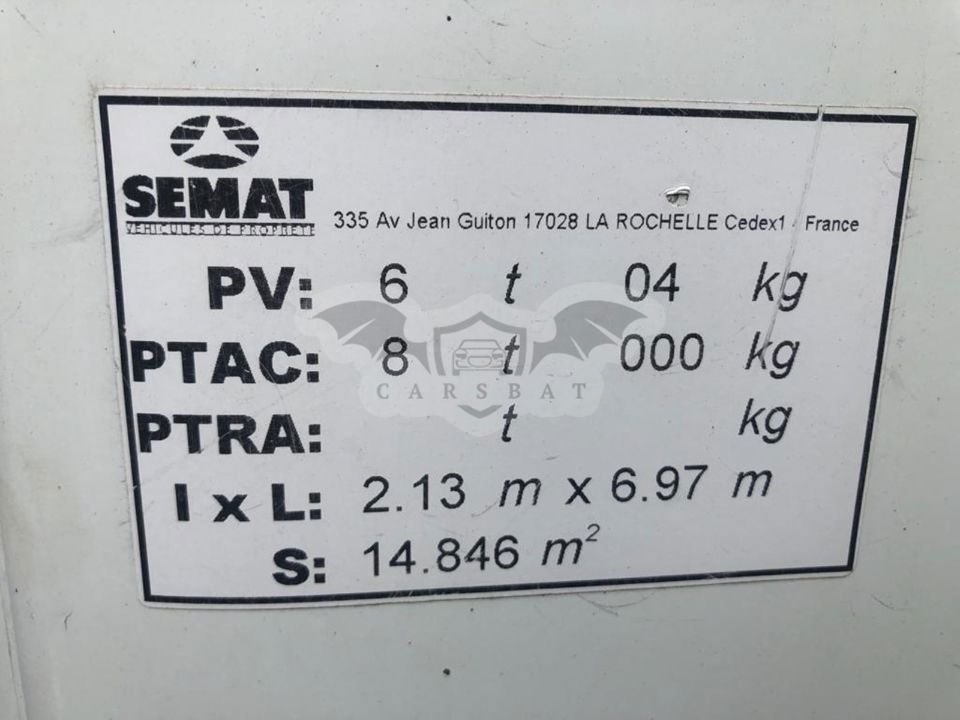 SEMAT
VEHICULES DE PROPRETE
335 Av Jean Guiton 17028 LA ROCHELLE Cedex1 - France
PV: 6 t 04 kg
PTAC: 8 t 000 kg
CARSBAT
PTRA: t kg
l x L: 2.13 m x 6.97 m
S: 14.846 m²